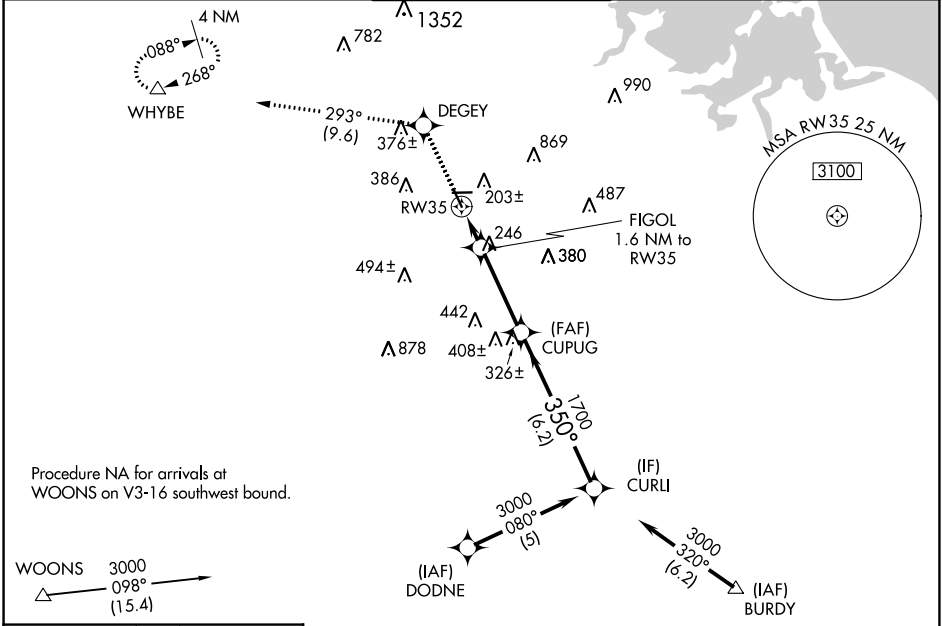 4 NM
088°
268°
WHYBE
1352
782
990
293°
(9.6)
DEGEY
376±
869
386
RW35
203±
487
MSA RW35 25 NM
3100
246
FIGOL
1.6 NM to
RW35
380
494±
442
(FAF)
CUPUG
878
408±
326±
1700
350°
(6.2)
Procedure NA for arrivals at
WOONS on V3-16 southwest bound.
(IF)
CURLI
3000
080°
(5)
(IAF)
DODNE
3000
320°
(6.2)
(IAF)
BURDY
WOONS
3000
098°
(15.4)